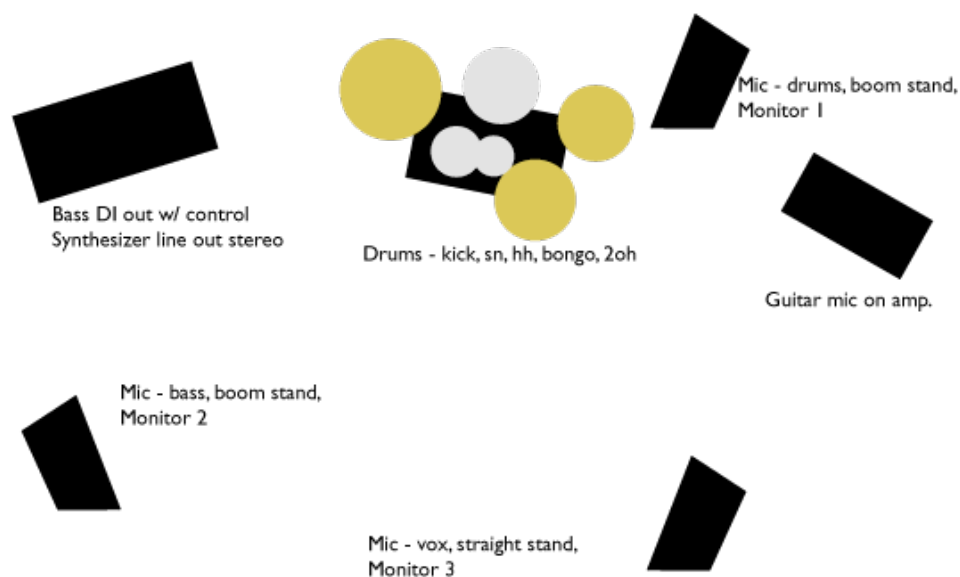 Mic - drums, boom stand,
Monitor 1
Bass DI out w/ control
Synthesizer line out stereo
Drums - kick, sn, hh, bongo, 2oh
Guitar mic on amp.
Mic - bass, boom stand,
Monitor 2
Mic - vox, straight stand,
Monitor 3